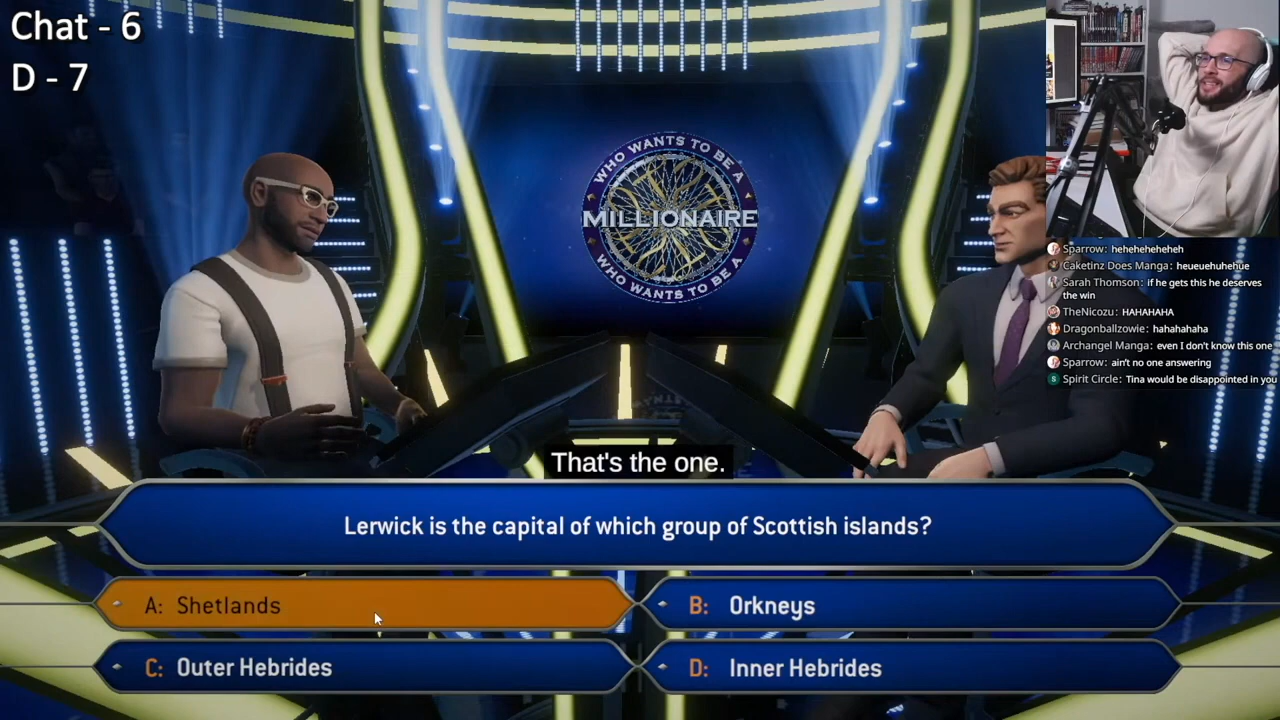 Chat - 6
D - 7
WHO WANTS TO BE A
MILLIONAIRE
WHO WANTS TO BE A
Sparrow: heheheheheheh
Caketinz Does Manga: heueuehuhehue
Sarah Thomson: if he gets this he deserves
the win
TheNicozu: HAHAHAHA
Dragonballzowie: hahahahaha
Archangel Manga: even I don't know this one
Sparrow: ain't no one answering
S Spirit Circle: Tina would be disappointed in you
That's the one.
Lerwick is the capital of which group of Scottish islands?
A: Shetlands
B: Orkneys
C: Outer Hebrides
D: Inner Hebrides